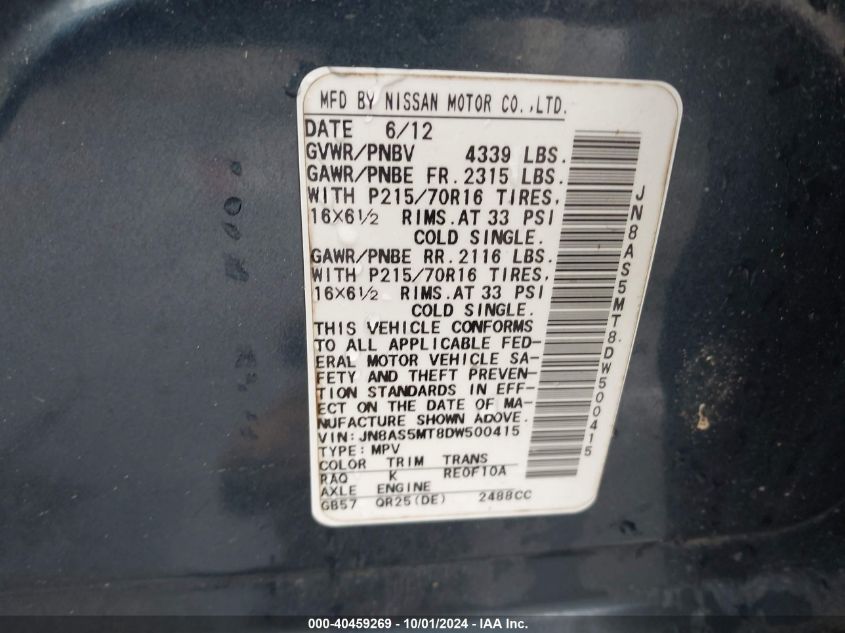 MFD BY NISSAN MOTOR CO.,LTD.
DATE 6/12
GVWR/PNBV 4339 LBS.
GAWR/PNBE FR. 2315 LBS.
WITH P215/70R16 TIRES,
16×6½ RIMS.AT 33 PSI
COLD SINGLE.
GAWR/PNBE RR. 2116 LBS.
WITH P215/70R16 TIRES,
16×6½ RIMS.AT 33 PSI
COLD SINGLE.
THIS VEHICLE CONFORMS
TO ALL APPLICABLE FED-
ERAL MOTOR VEHICLE SA-
FETY AND THEFT PREVEN-
TION STANDARDS IN EFF-
ECT ON THE DATE OF MA-
NUFACTURE SHOWN ABOVE.
VIN: JN8AS5MT8DW500415
TYPE: MPV
COLOR TRIM TRANS
RAQ K RE0F10A
AXLE ENGINE
GB57 QR25(DE) 2488CC
JN8AS5MT8DW500415
000-40459269 - 10/01/2024 - IAA Inc.